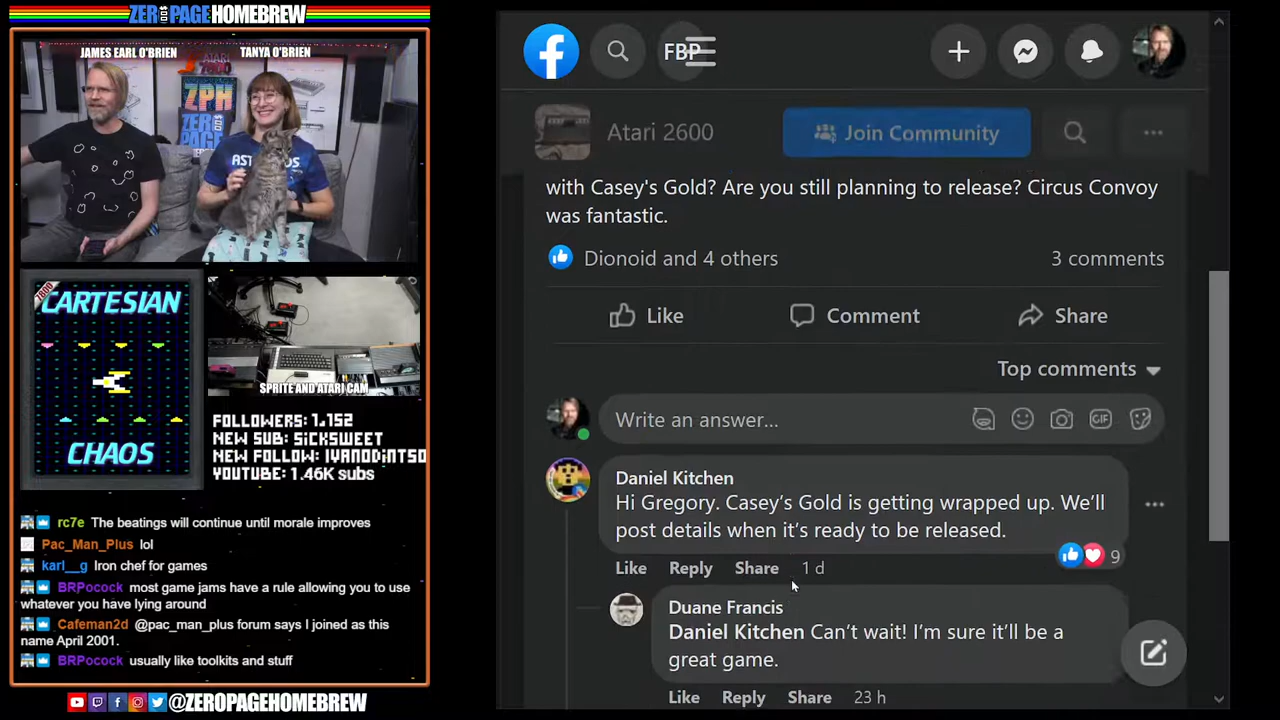 ZERO PAGE HOMEBREW
JAMES EARL O'BRIEN
TANYA O'BRIEN
ATARI
ZPH
ZERO
PAGE
ZERO
CARTESIAN
CHAOS
SPRITE AND ATARI CAM
FOLLOWERS: 1,152
NEW SUB: SICKSWEET
NEW FOLLOW: IVANODINTSO
YOUTUBE: 1.46K subs
rc7e The beatings will continue until morale improves
Pac_Man_Plus lol
karl__g Iron chef for games
BRPocock most game jams have a rule allowing you to use
whatever you have lying around
Cafeman2d @pac_man_plus forum says I joined as this
name April 2001.
BRPocock usually like toolkits and stuff
@ZEROPAGEHOMEBREW
FBP
Atari 2600
Join Community
with Casey's Gold? Are you still planning to release? Circus Convoy
was fantastic.
Dionoid and 4 others
3 comments
Like
Comment
Share
Top comments
Write an answer...
GIF
Daniel Kitchen
Hi Gregory. Casey's Gold is getting wrapped up. We'll
post details when it's ready to be released.
9
Like Reply Share 1 d
Duane Francis
Daniel Kitchen Can't wait! I'm sure it'll be a
great game.
Like Reply Share 23 h